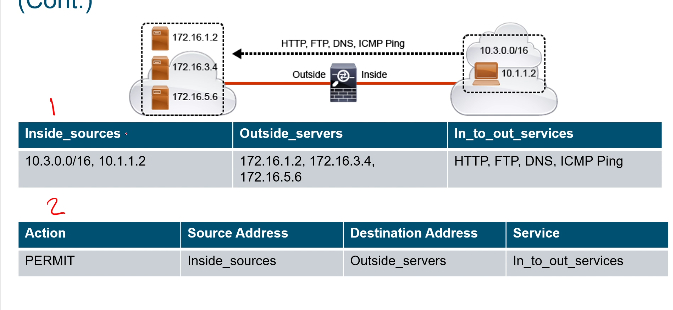 (Cont.)
172.16.1.2
HTTP, FTP, DNS, ICMP Ping
10.3.0.0/16
172.16.3.4
Outside
Inside
10.1.1.2
172.16.5.6
1
Inside_sources
Outside_servers
In_to_out_services
10.3.0.0/16, 10.1.1.2
172.16.1.2, 172.16.3.4,
172.16.5.6
HTTP, FTP, DNS, ICMP Ping
2
Action
Source Address
Destination Address
Service
PERMIT
Inside_sources
Outside_servers
In_to_out_services